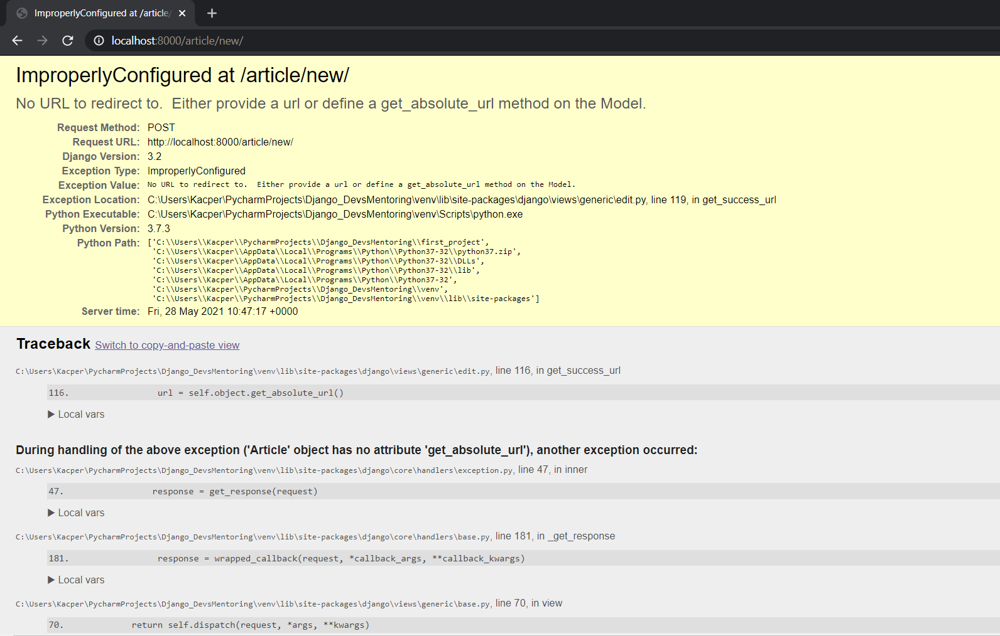 ImproperlyConfigured at /article/
localhost:8000/article/new/
ImproperlyConfigured at /article/new/
No URL to redirect to.  Either provide a url or define a get_absolute_url method on the Model.
Request Method: POST
Request URL: http://localhost:8000/article/new/
Django Version: 3.2
Exception Type: ImproperlyConfigured
Exception Value: No URL to redirect to.  Either provide a url or define a get_absolute_url method on the Model.
Exception Location: C:\Users\Kacper\PycharmProjects\Django_DevsMentoring\venv\lib\site-packages\django\views\generic\edit.py, line 119, in get_success_url
Python Executable: C:\Users\Kacper\PycharmProjects\Django_DevsMentoring\venv\Scripts\python.exe
Python Version: 3.7.3
Python Path: ['C:\\Users\\Kacper\\PycharmProjects\\Django_DevsMentoring\\first_project',
'C:\\Users\\Kacper\\AppData\\Local\\Programs\\Python\\Python37-32\\python37.zip',
'C:\\Users\\Kacper\\AppData\\Local\\Programs\\Python\\Python37-32\\DLLs',
'C:\\Users\\Kacper\\AppData\\Local\\Programs\\Python\\Python37-32\\lib',
'C:\\Users\\Kacper\\AppData\\Local\\Programs\\Python\\Python37-32',
'C:\\Users\\Kacper\\PycharmProjects\\Django_DevsMentoring\\venv',
'C:\\Users\\Kacper\\PycharmProjects\\Django_DevsMentoring\\venv\\lib\\site-packages']
Server time: Fri, 28 May 2021 10:47:17 +0000
Traceback Switch to copy-and-paste view
C:\Users\Kacper\PycharmProjects\Django_DevsMentoring\venv\lib\site-packages\django\views\generic\edit.py, line 116, in get_success_url
116. url = self.object.get_absolute_url()
▶ Local vars
During handling of the above exception ('Article' object has no attribute 'get_absolute_url'), another exception occurred:
C:\Users\Kacper\PycharmProjects\Django_DevsMentoring\venv\lib\site-packages\django\core\handlers\exception.py, line 47, in inner
47. response = get_response(request)
▶ Local vars
C:\Users\Kacper\PycharmProjects\Django_DevsMentoring\venv\lib\site-packages\django\core\handlers\base.py, line 181, in _get_response
181. response = wrapped_callback(request, *callback_args, **callback_kwargs)
▶ Local vars
C:\Users\Kacper\PycharmProjects\Django_DevsMentoring\venv\lib\site-packages\django\views\generic\base.py, line 70, in view
70. return self.dispatch(request, *args, **kwargs)